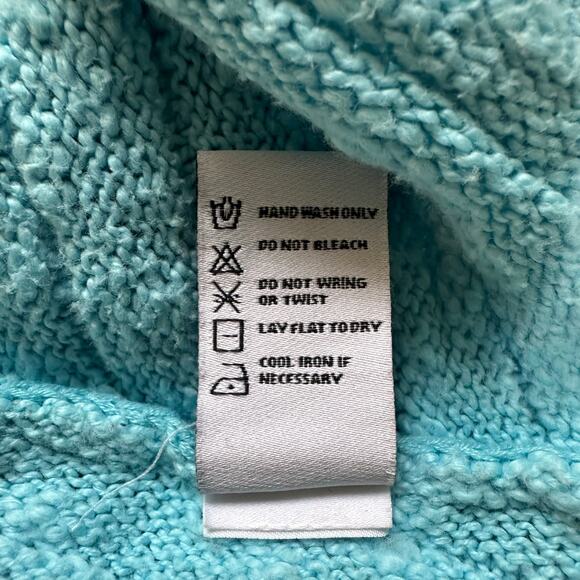 HAND WASH ONLY
DO NOT BLEACH
DO NOT WRING
OR TWIST
LAY FLAT TO DRY
COOL IRON IF
NECESSARY